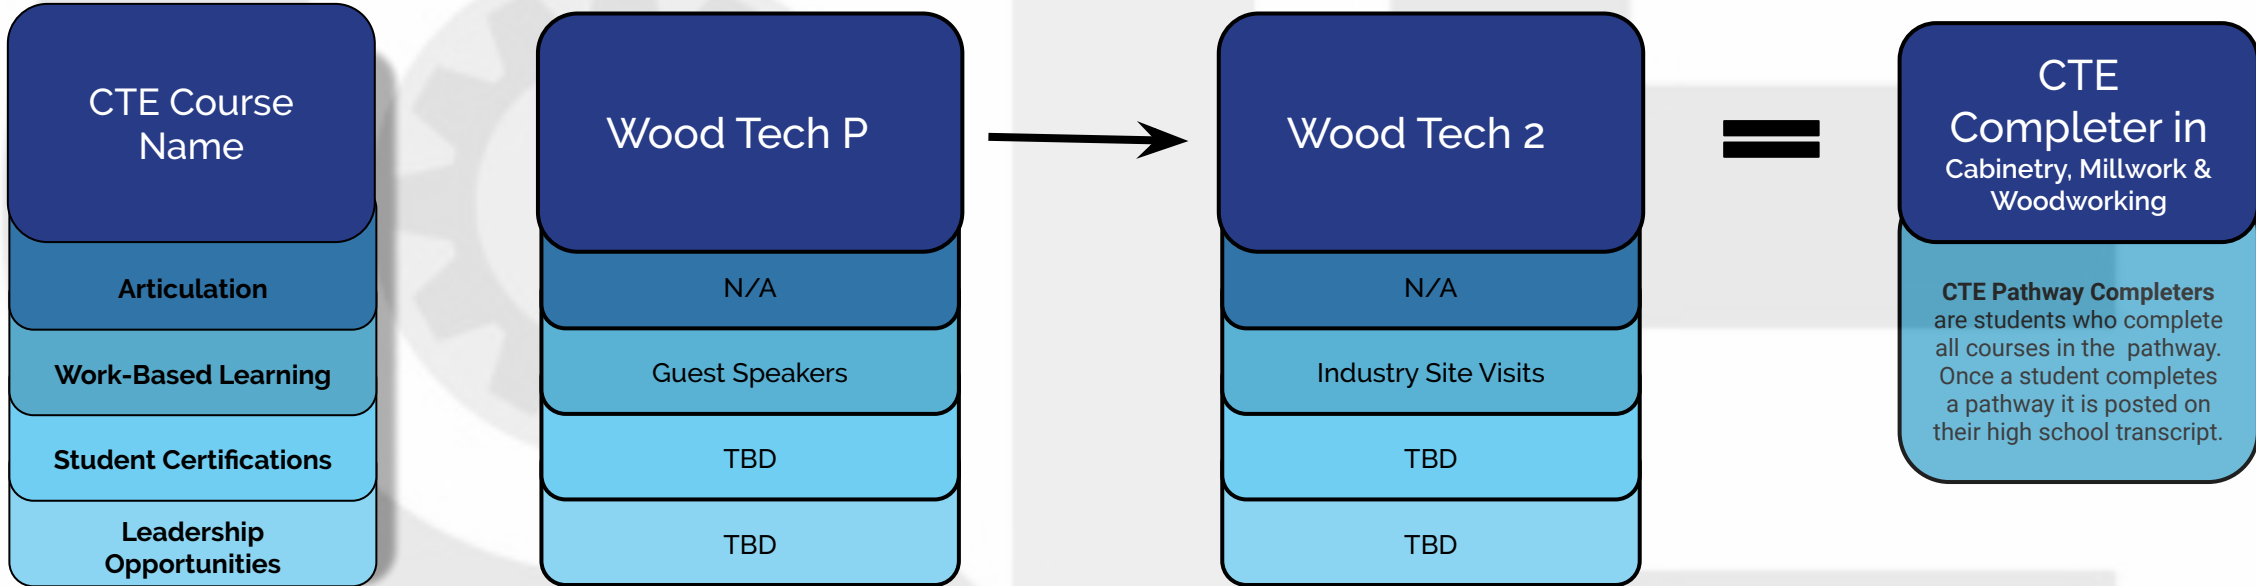 CTE Course
Name
Articulation
Work-Based Learning
Student Certifications
Leadership
Opportunities
Wood Tech P
N/A
Guest Speakers
TBD
TBD
Wood Tech 2
N/A
Industry Site Visits
TBD
TBD
CTE
Completer in
Cabinetry, Millwork &
Woodworking
CTE Pathway Completers
are students who complete
all courses in the pathway.
Once a student completes
a pathway it is posted on
their high school transcript.